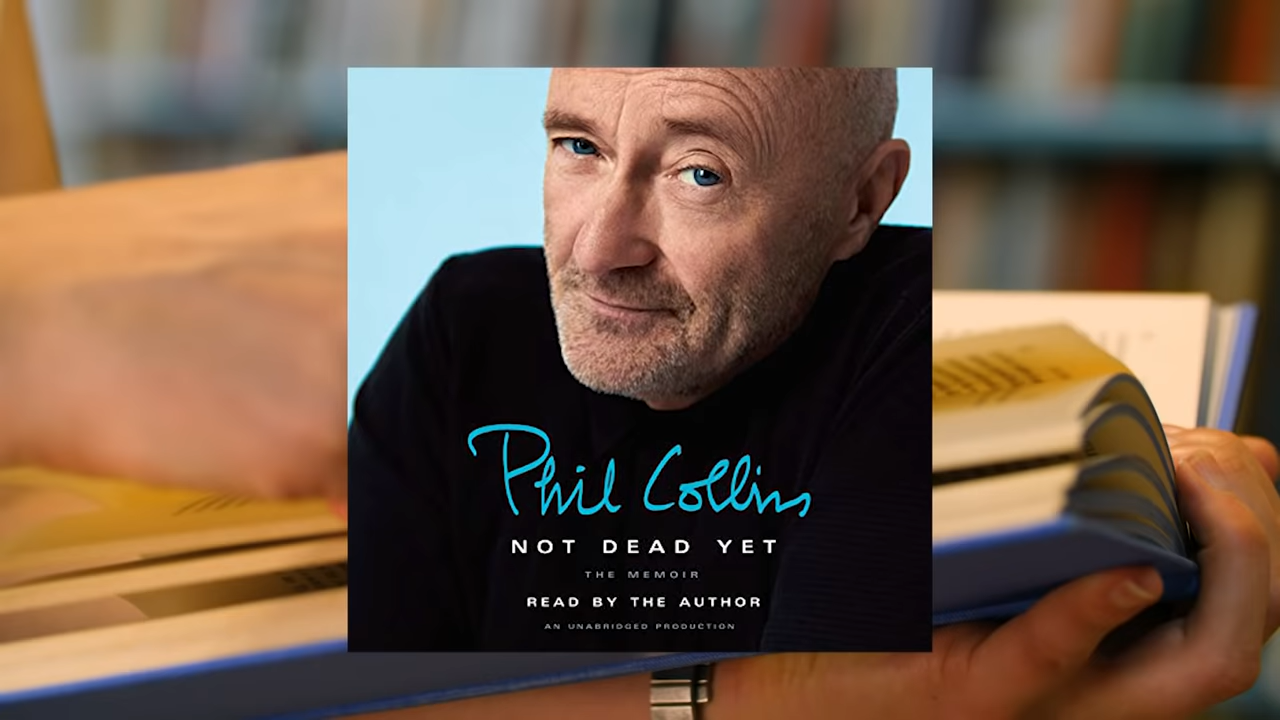 Phil Collins
NOT DEAD YET
THE MEMOIR
READ BY THE AUTHOR
AN UNABRIDGED PRODUCTION